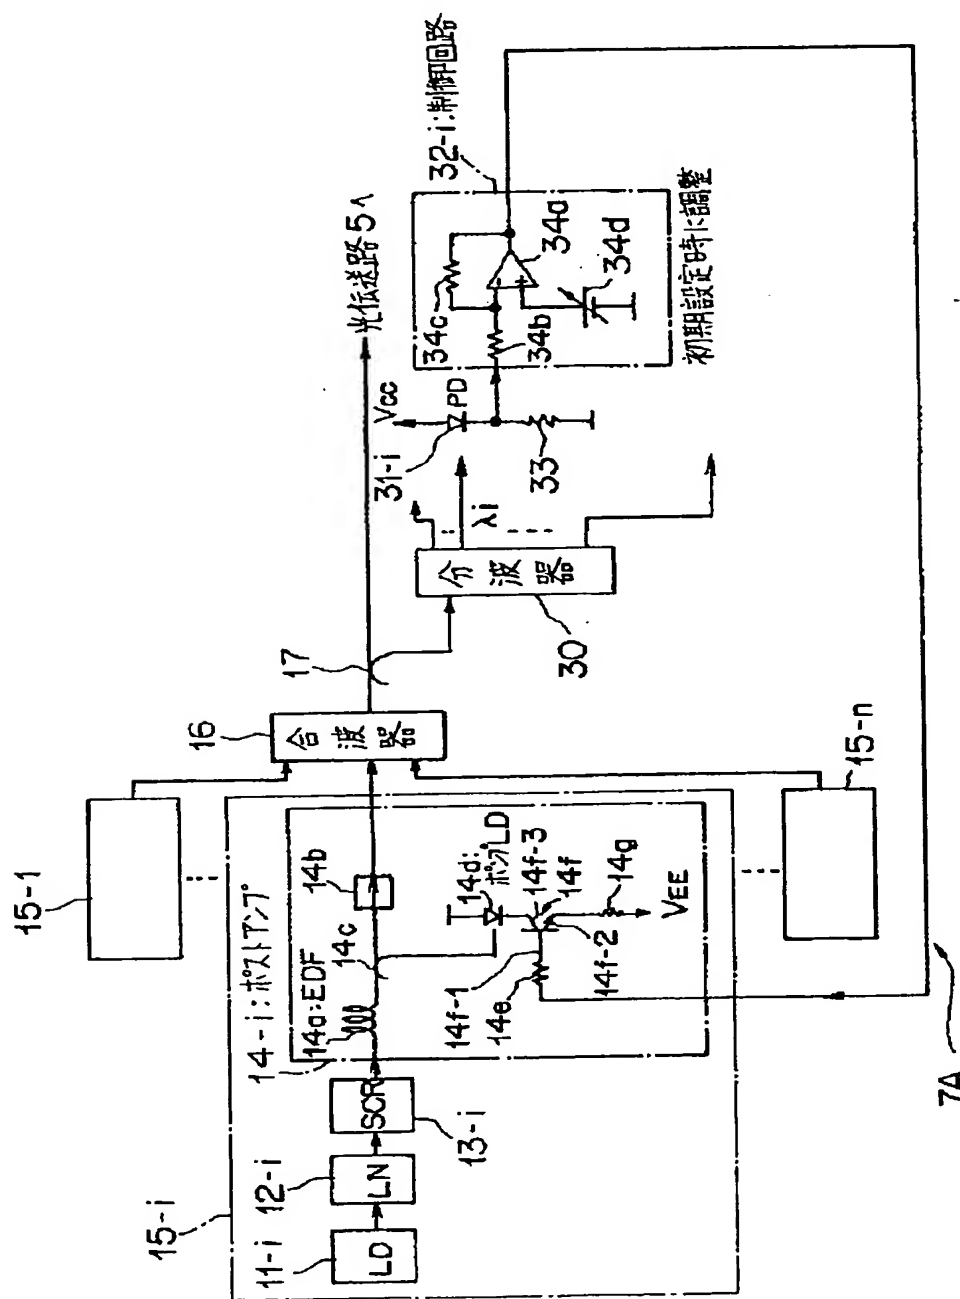 15-1
15-i
11-i
LD
12-i
LN
13-i
SCR
14-i:ポストアンプ
14a:EDF
14c
14b
14d:
ポンプLD
14f-3
14f
14g
14f-1
14e
14f-2
VEE
15-n
16
合波器
17
光伝送路5へ
30
分波器
λi
31-i
VCC
PD
33
32-i:制御回路
34c
34b
34a
34d
初期設定時に調整
7A